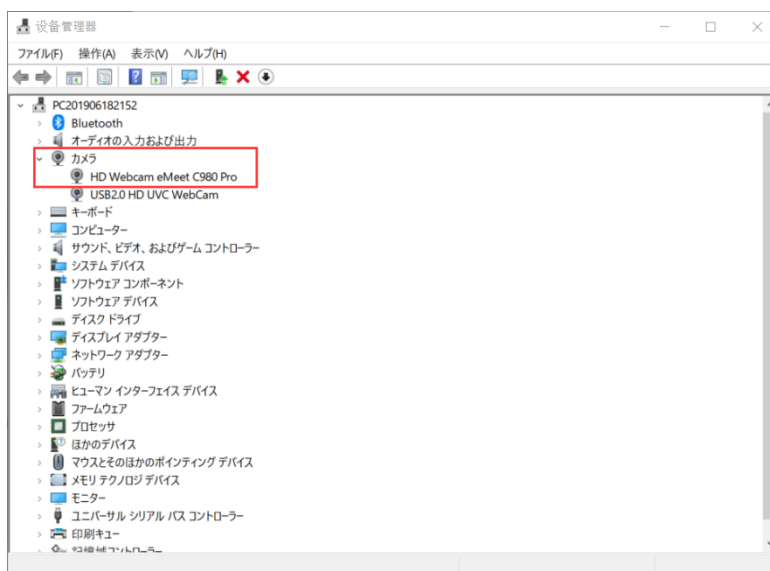 设备管理器
ファイル(F) 操作(A) 表示(V) ヘルプ(H)
PC201906182152
Bluetooth
オーディオの入力および出力
カメラ
HD Webcam eMeet C980 Pro
USB2.0 HD UVC WebCam
キーボード
コンピューター
サウンド、ビデオ、およびゲーム コントローラー
システム デバイス
ソフトウェア コンポーネント
ソフトウェア デバイス
ディスク ドライブ
ディスプレイ アダプター
ネットワーク アダプター
バッテリ
ヒューマン インターフェイス デバイス
ファームウェア
プロセッサ
ほかのデバイス
マウスとそのほかのポインティング デバイス
メモリ テクノロジ デバイス
モニター
ユニバーサル シリアル バス コントローラー
印刷キュー
記憶域コントローラー